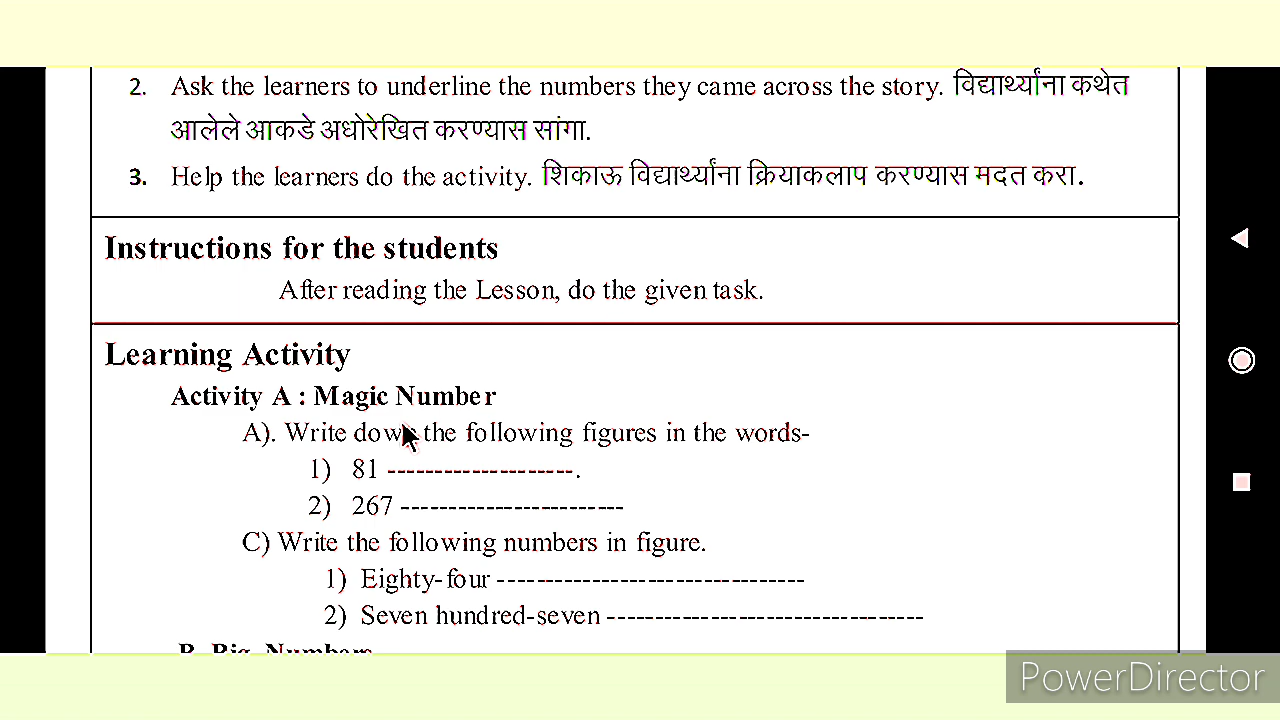 2. Ask the learners to underline the numbers they came across the story. विद्यार्थ्यांना कथेत
आलेले आकडे अधोरेखित करण्यास सांगा.
3. Help the learners do the activity. शिकाऊ विद्यार्थ्यांना क्रियाकलाप करण्यास मदत करा.
Instructions for the students
After reading the Lesson, do the given task.
Learning Activity
Activity A : Magic Number
A). Write down the following figures in the words-
1) 81 --------------------.
2) 267 ------------------------
C) Write the following numbers in figure.
1) Eighty-four ---------------------------------
2) Seven hundred-seven ----------------------------------
B. Big Numbers
PowerDirector